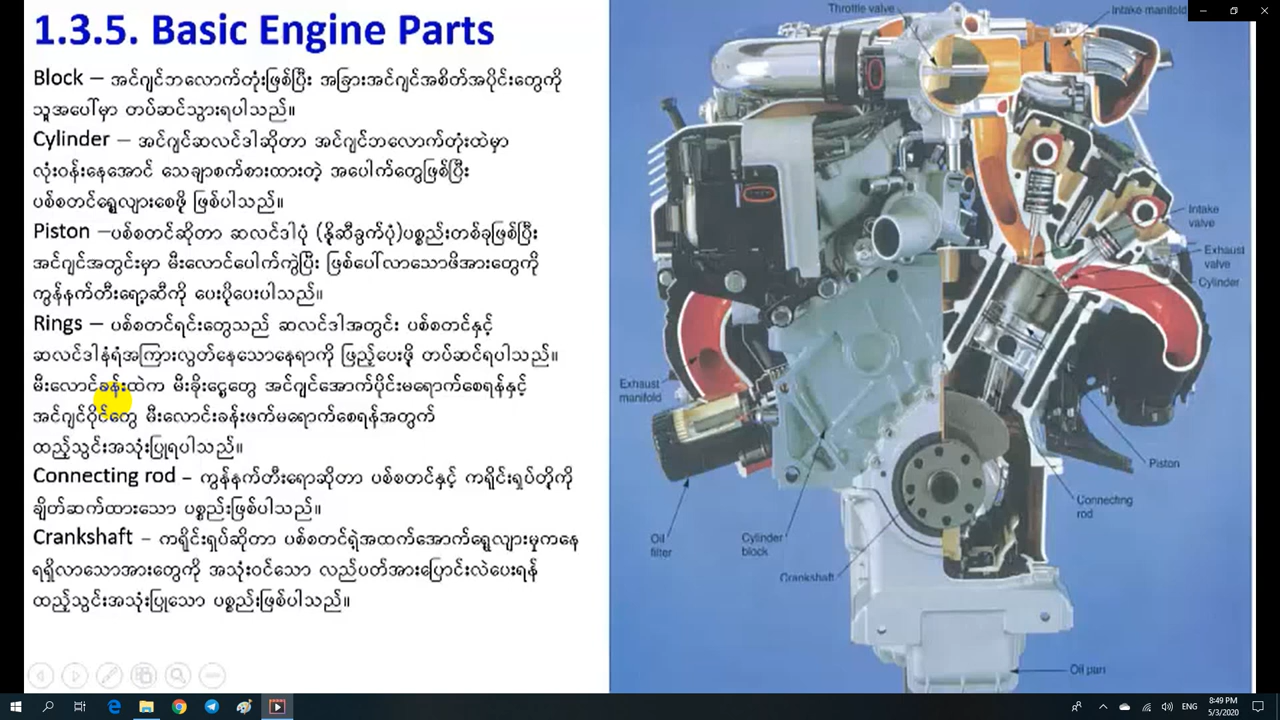 1.3.5. Basic Engine Parts
Block – အင်ဂျင်ဘလောက်တုံးဖြစ်ပြီး အခြားအင်ဂျင်အစိတ်အပိုင်းတွေကို
သူ့အပေါ်မှာ တပ်ဆင်သွားရပါသည်။
Cylinder – အင်ဂျင်ဆလင်ဒါဆိုတာ အင်ဂျင်ဘလောက်တုံးထဲမှာ
လုံးဝန်းနေအောင် သေချာစက်စားထားတဲ့ အပေါက်တွေဖြစ်ပြီး
ပစ်စတင်ရွေ့လျားစေဖို့ ဖြစ်ပါသည်။
Piston –ပစ်စတင်ဆိုတာ ဆလင်ဒါပုံ (နို့ဆီခွက်ပုံ)ပစ္စည်းတစ်ခုဖြစ်ပြီး
အင်ဂျင်အတွင်းမှာ မီးလောင်ပေါက်ကွဲပြီး ဖြစ်ပေါ်လာသောဖိအားတွေကို
ကွန်နက်တီးရော့ဆီကို ပေးပို့ပေးပါသည်။
Rings – ပစ်စတင်ရင်းတွေသည် ဆလင်ဒါအတွင်း ပစ်စတင်နှင့်
ဆလင်ဒါနံရံအကြားလွတ်နေသောနေရာကို ဖြည့်ပေးဖို့ တပ်ဆင်ရပါသည်။
မီးလောင်ခန်းထဲက မီးခိုးငွေ့တွေ အင်ဂျင်အောက်ပိုင်းမရောက်စေရန်နှင့်
အင်ဂျင်ဝိုင်တွေ မီးလောင်းခန်းဖက်မရောက်စေရန်အတွက်
ထည့်သွင်းအသုံးပြုရပါသည်။
Connecting rod – ကွန်နက်တီးရော့ဆိုတာ ပစ်စတင်နှင့် ကရိုင်းရှပ်တို့ကို
ချိတ်ဆက်ထားသော ပစ္စည်းဖြစ်ပါသည်။
Crankshaft – ကရိုင်းရှပ်ဆိုတာ ပစ်စတင်ရဲ့အထက်အောက်ရွေ့လျားမှုကနေ
ရရှိလာသောအားတွေကို အသုံးဝင်သော လည်ပတ်အားပြောင်းလဲပေးရန်
ထည့်သွင်းအသုံးပြုသော ပစ္စည်းဖြစ်ပါသည်။
Throttle valve
Intake manifold
Intake
valve
Exhaust
valve
Cylinder
Exhaust
manifold
Piston
Connecting
rod
Oil
filter
Cylinder
block
Crankshaft
Oil pan
ENG
8:49 PM
5/3/2020